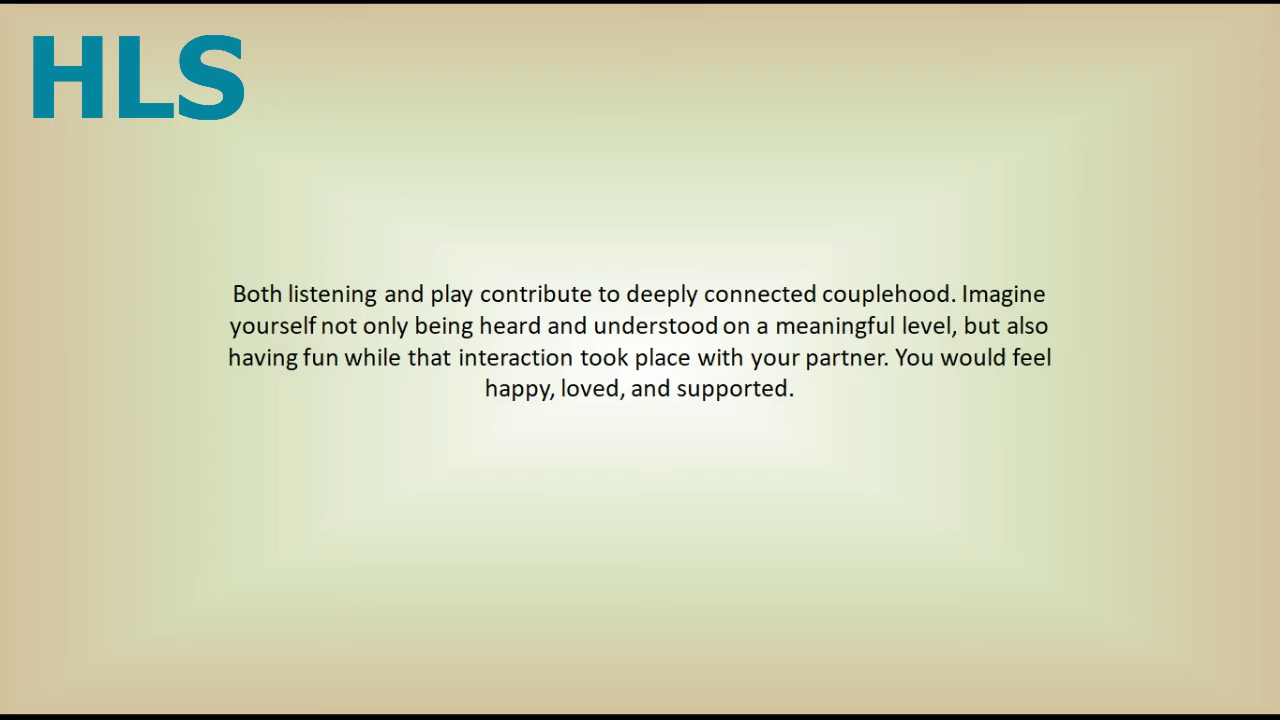 HLS
Both listening and play contribute to deeply connected couplehood. Imagine
yourself not only being heard and understood on a meaningful level, but also
having fun while that interaction took place with your partner. You would feel
happy, loved, and supported.